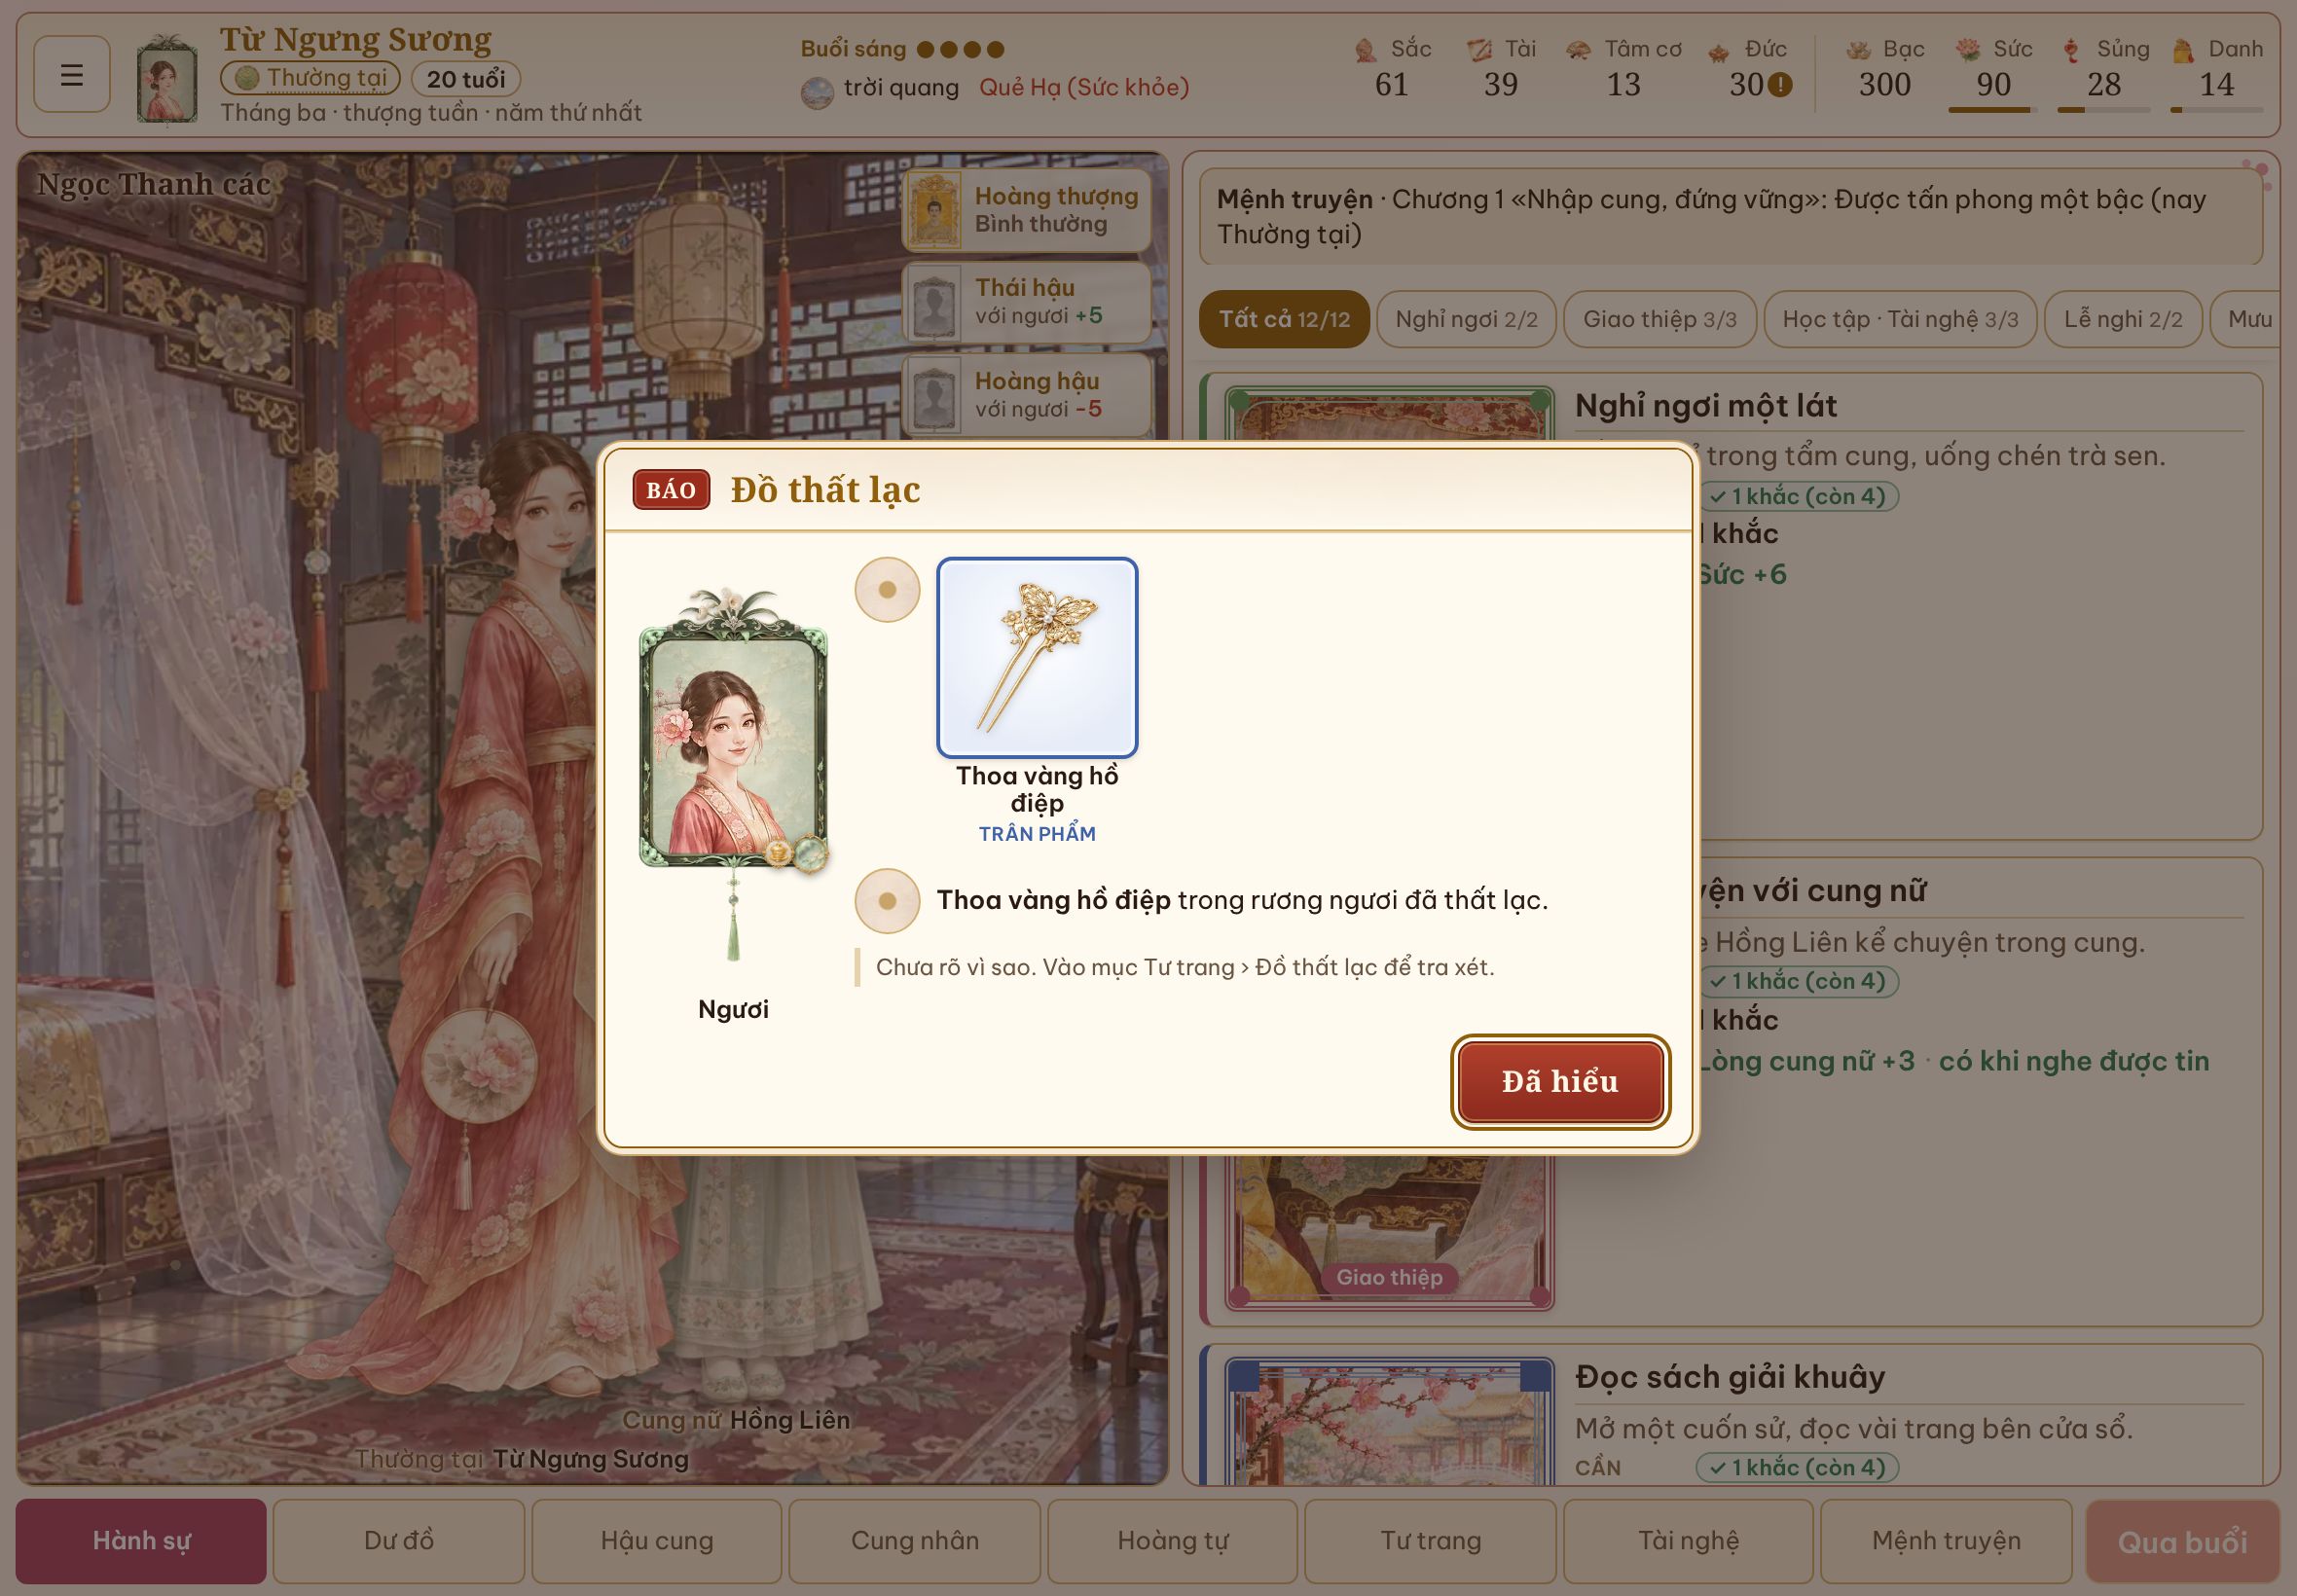 ☰
Từ Ngưng Sương
Thường tại
20 tuổi
Tháng ba · thượng tuần · năm thứ nhất
Buổi sáng
trời quang Quẻ Hạ (Sức khỏe)
Sắc
61
Tài
39
Tâm cơ
13
Đức
30 !
Bạc
300
Sức
90
Sủng
28
Danh
14
Ngọc Thanh các
Hoàng thượng
Bình thường
Thái hậu
với ngươi +5
Hoàng hậu
với ngươi -5
Cung nữ Hồng Liên
Thường tại Từ Ngưng Sương
Mệnh truyện · Chương 1 «Nhập cung, đứng vững»: Được tấn phong một bậc (nay
Thường tại)
Tất cả 12/12
Nghỉ ngơi 2/2
Giao thiệp 3/3
Học tập · Tài nghệ 3/3
Lễ nghi 2/2
Mưu
Nghỉ ngơi một lát
trong tẩm cung, uống chén trà sen.
✓ 1 khắc (còn 4)
khắc
Sức +6
với cung nữ
Hồng Liên kể chuyện trong cung.
✓ 1 khắc (còn 4)
khắc
Lòng cung nữ +3 · có khi nghe được tin
Giao thiệp
Đọc sách giải khuây
Mở một cuốn sử, đọc vài trang bên cửa sổ.
CẦN ✓ 1 khắc (còn 4)
BÁO Đồ thất lạc
Thoa vàng hồ
điệp
TRÂN PHẨM
Thoa vàng hồ điệp trong rương ngươi đã thất lạc.
Chưa rõ vì sao. Vào mục Tư trang › Đồ thất lạc để tra xét.
Ngươi
Đã hiểu
Hành sự
Dư đồ
Hậu cung
Cung nhân
Hoàng tự
Tư trang
Tài nghệ
Mệnh truyện
Qua buổi